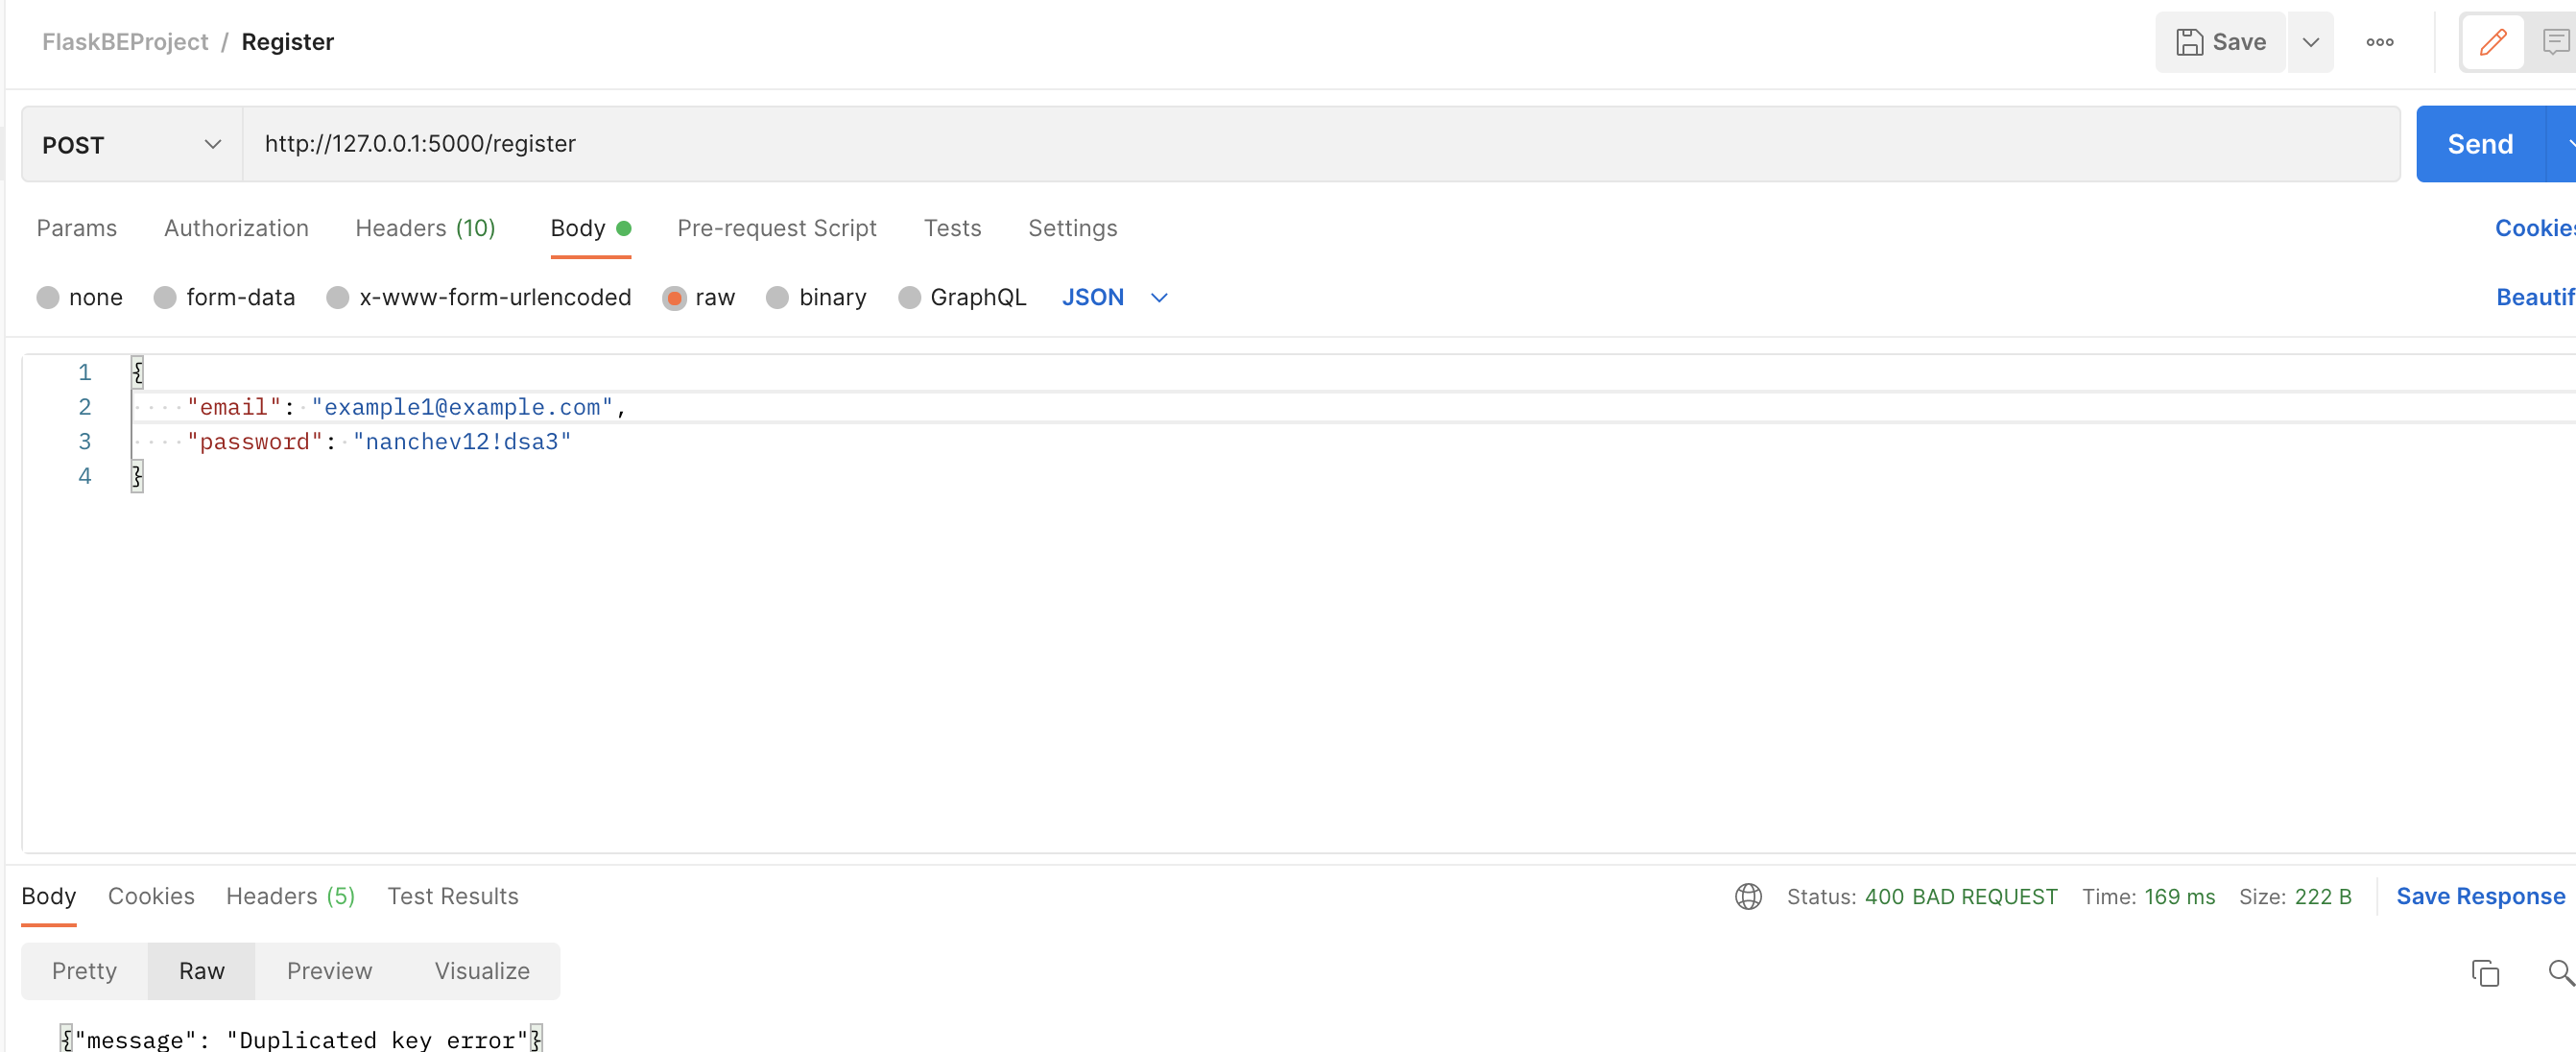 FlaskBEProject / Register
Save
POST
http://127.0.0.1:5000/register
Send
Params Authorization Headers (10) Body Pre-request Script Tests Settings Cookies
none form-data x-www-form-urlencoded raw binary GraphQL JSON Beautif
1 {
2 "email": "example1@example.com",
3 "password": "nanchev12!dsa3"
4 }
Body Cookies Headers (5) Test Results Status: 400 BAD REQUEST Time: 169 ms Size: 222 B Save Response
Pretty Raw Preview Visualize
{"message": "Duplicated key error"}